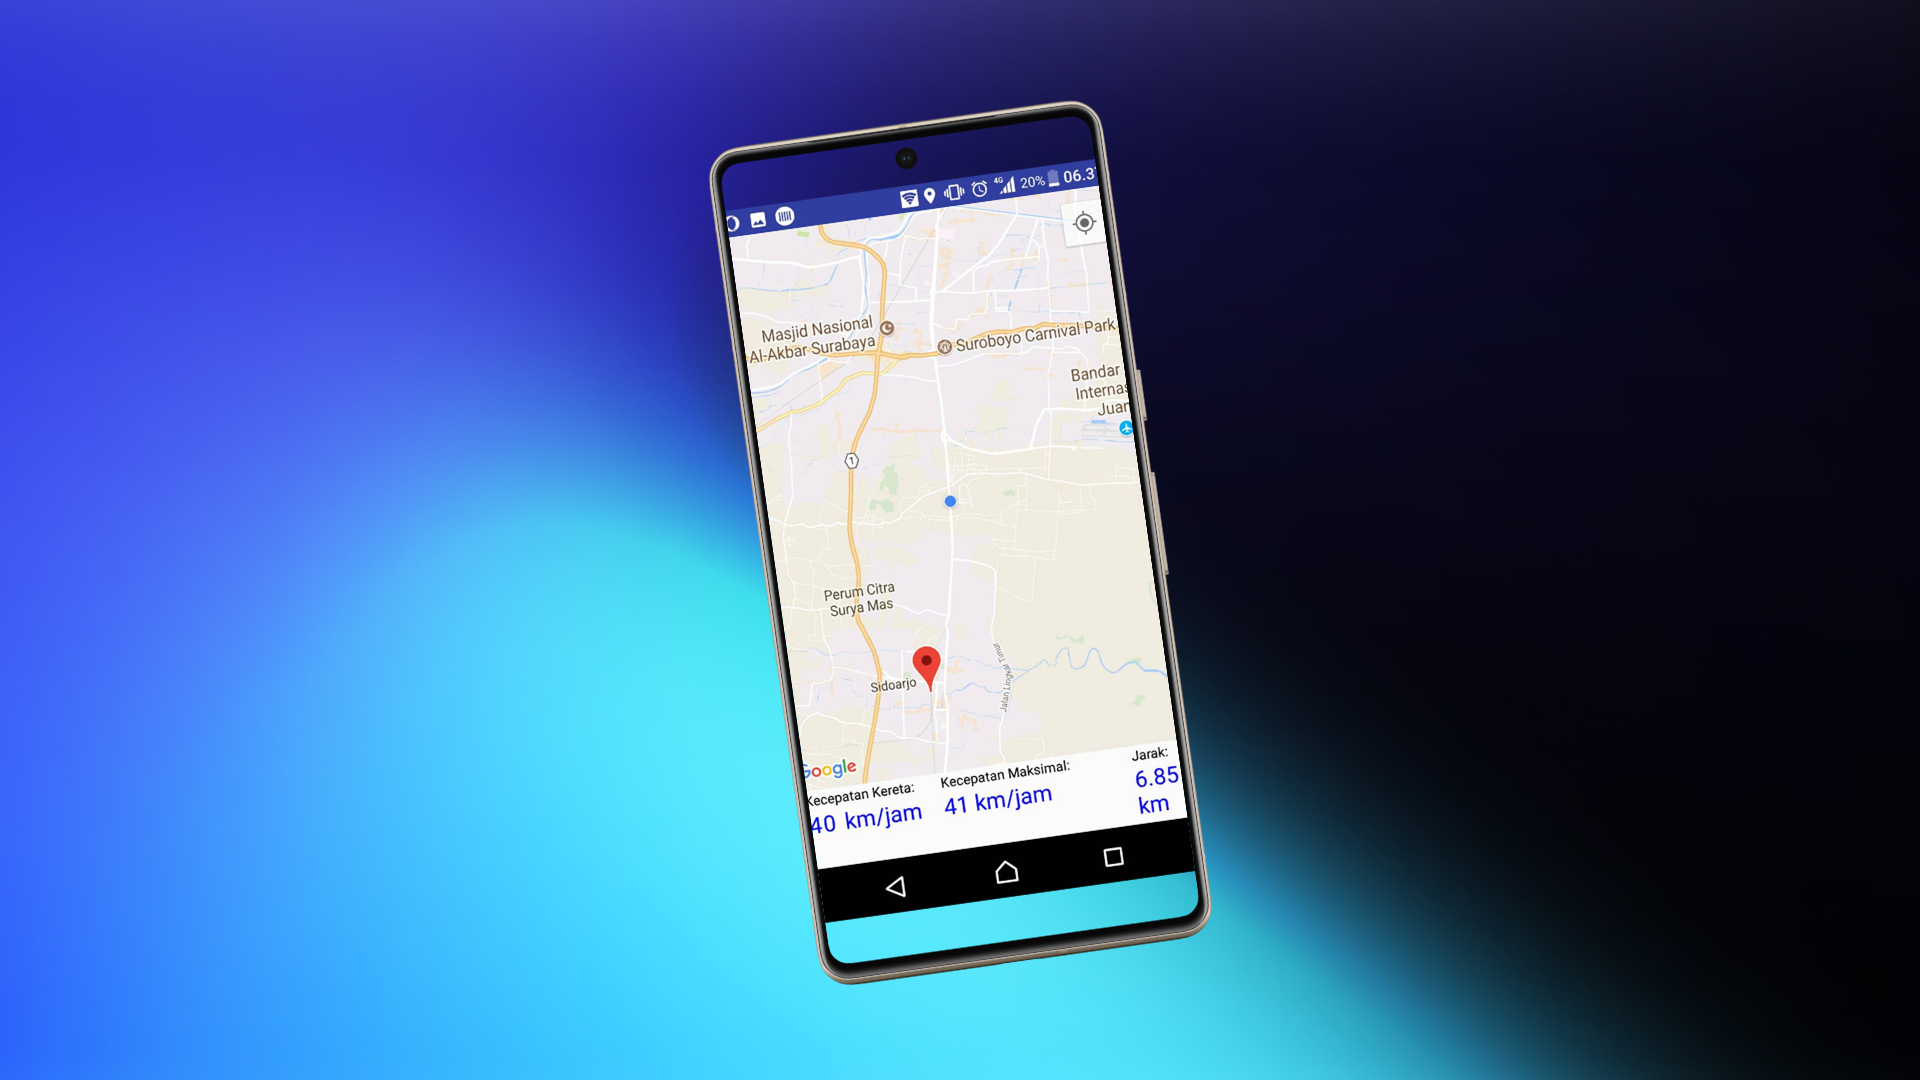 4G 20% 06.3
Masjid Nasional
Al-Akbar Surabaya
Suroboyo Carnival Park
Bandar
Internas
Juan
1
Perum Citra
Surya Mas
Sidoarjo
Jalan Lingkar Timur
Google
Kecepatan Kereta:
40 km/jam
Kecepatan Maksimal:
41 km/jam
Jarak:
6.85
km